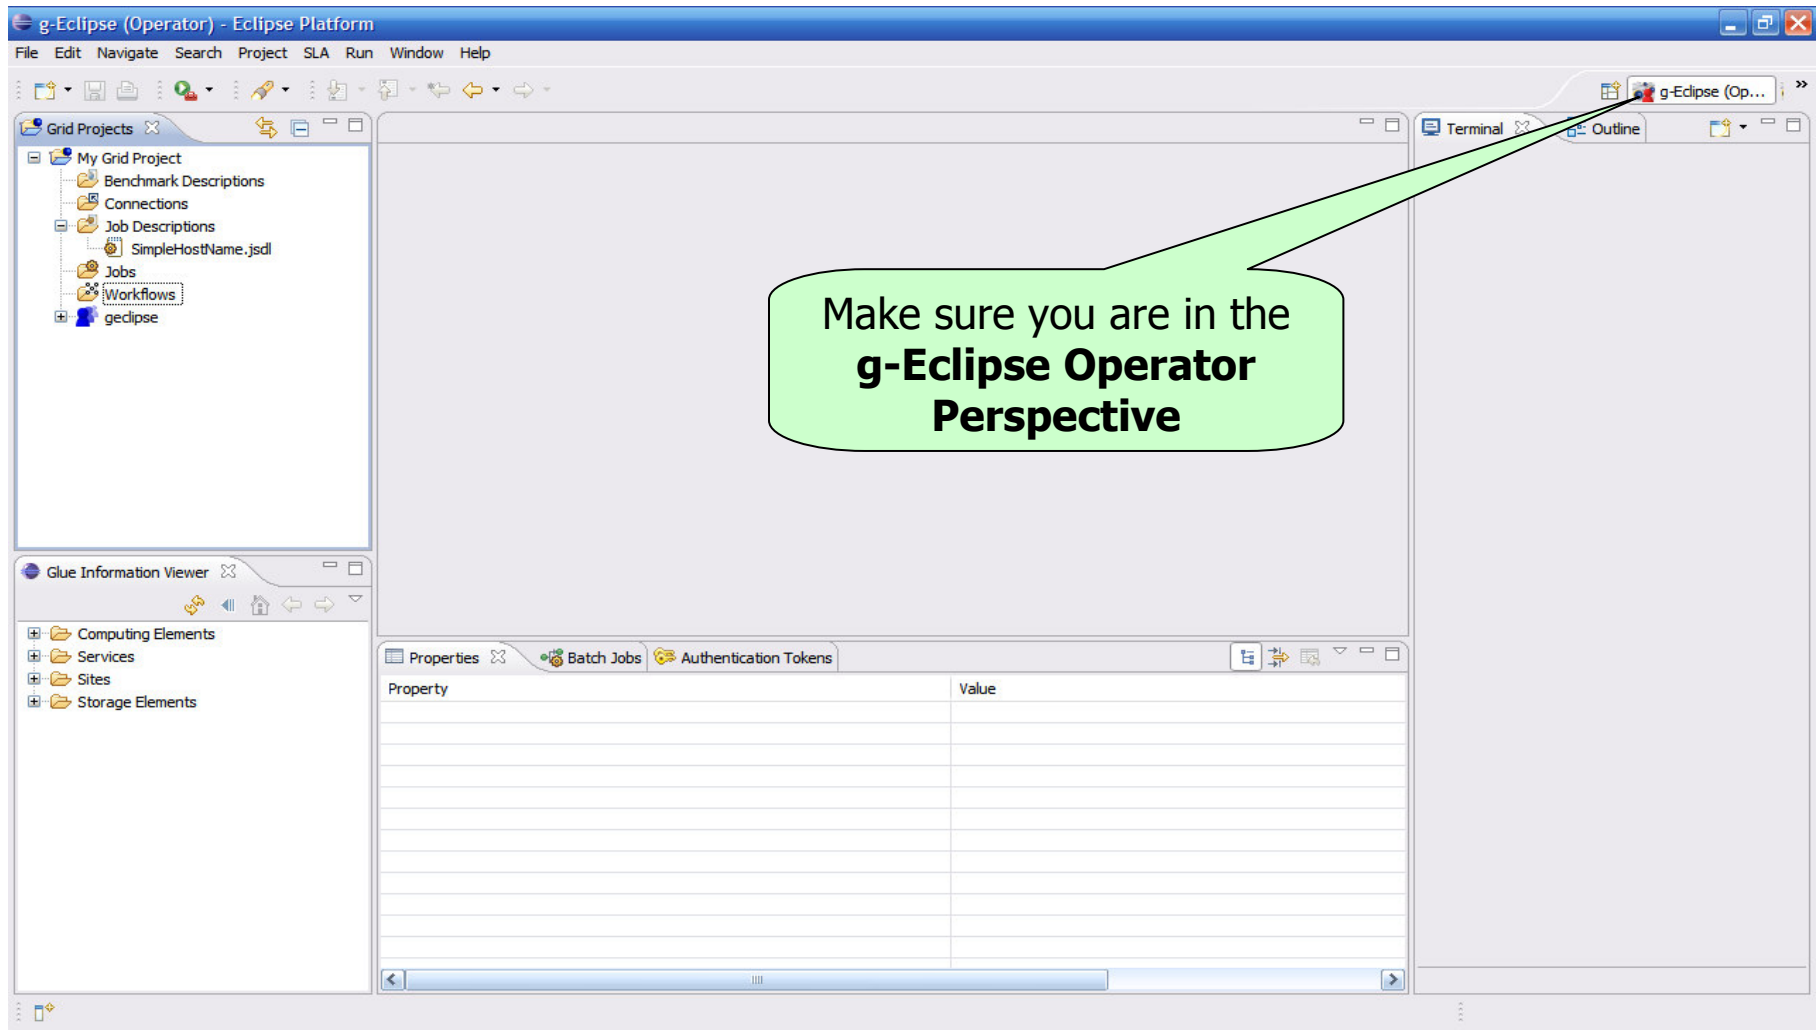 g-Eclipse (Operator) - Eclipse Platform
File Edit Navigate Search Project SLA Run Window Help
g-Eclipse (Op...
Grid Projects
My Grid Project
Benchmark Descriptions
Connections
Job Descriptions
SimpleHostName.jsdl
Jobs
Workflows
geclipse
Terminal
Outline
Make sure you are in the
g-Eclipse Operator
Perspective
Glue Information Viewer
Computing Elements
Services
Sites
Storage Elements
Properties Batch Jobs Authentication Tokens
Property Value